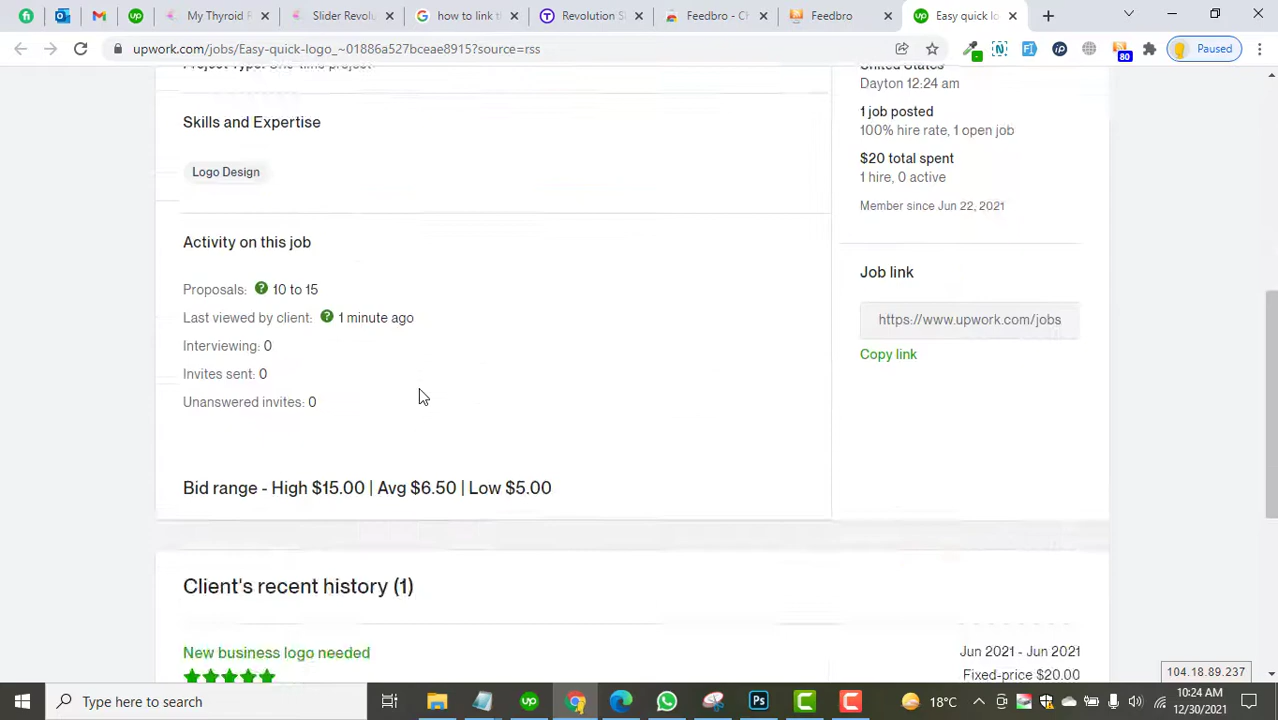 My Thyroid F
Slider Revolu
how to link t
Revolution S
Feedbro - Ch
Feedbro
Easy quick lo
upwork.com/jobs/Easy-quick-logo_~01886a527bceae8915?source=rss
80
Paused
Project Type: One-time project
United States
Dayton 12:24 am
Skills and Expertise
1 job posted
100% hire rate, 1 open job
Logo Design
$20 total spent
1 hire, 0 active
Member since Jun 22, 2021
Activity on this job
Job link
Proposals: 10 to 15
Last viewed by client: 1 minute ago
https://www.upwork.com/jobs
Interviewing: 0
Copy link
Invites sent: 0
Unanswered invites: 0
Bid range - High $15.00 | Avg $6.50 | Low $5.00
Client's recent history (1)
New business logo needed
Jun 2021 - Jun 2021
Fixed-price $20.00
104.18.89.237
Type here to search
18°C
10:24 AM
12/30/2021